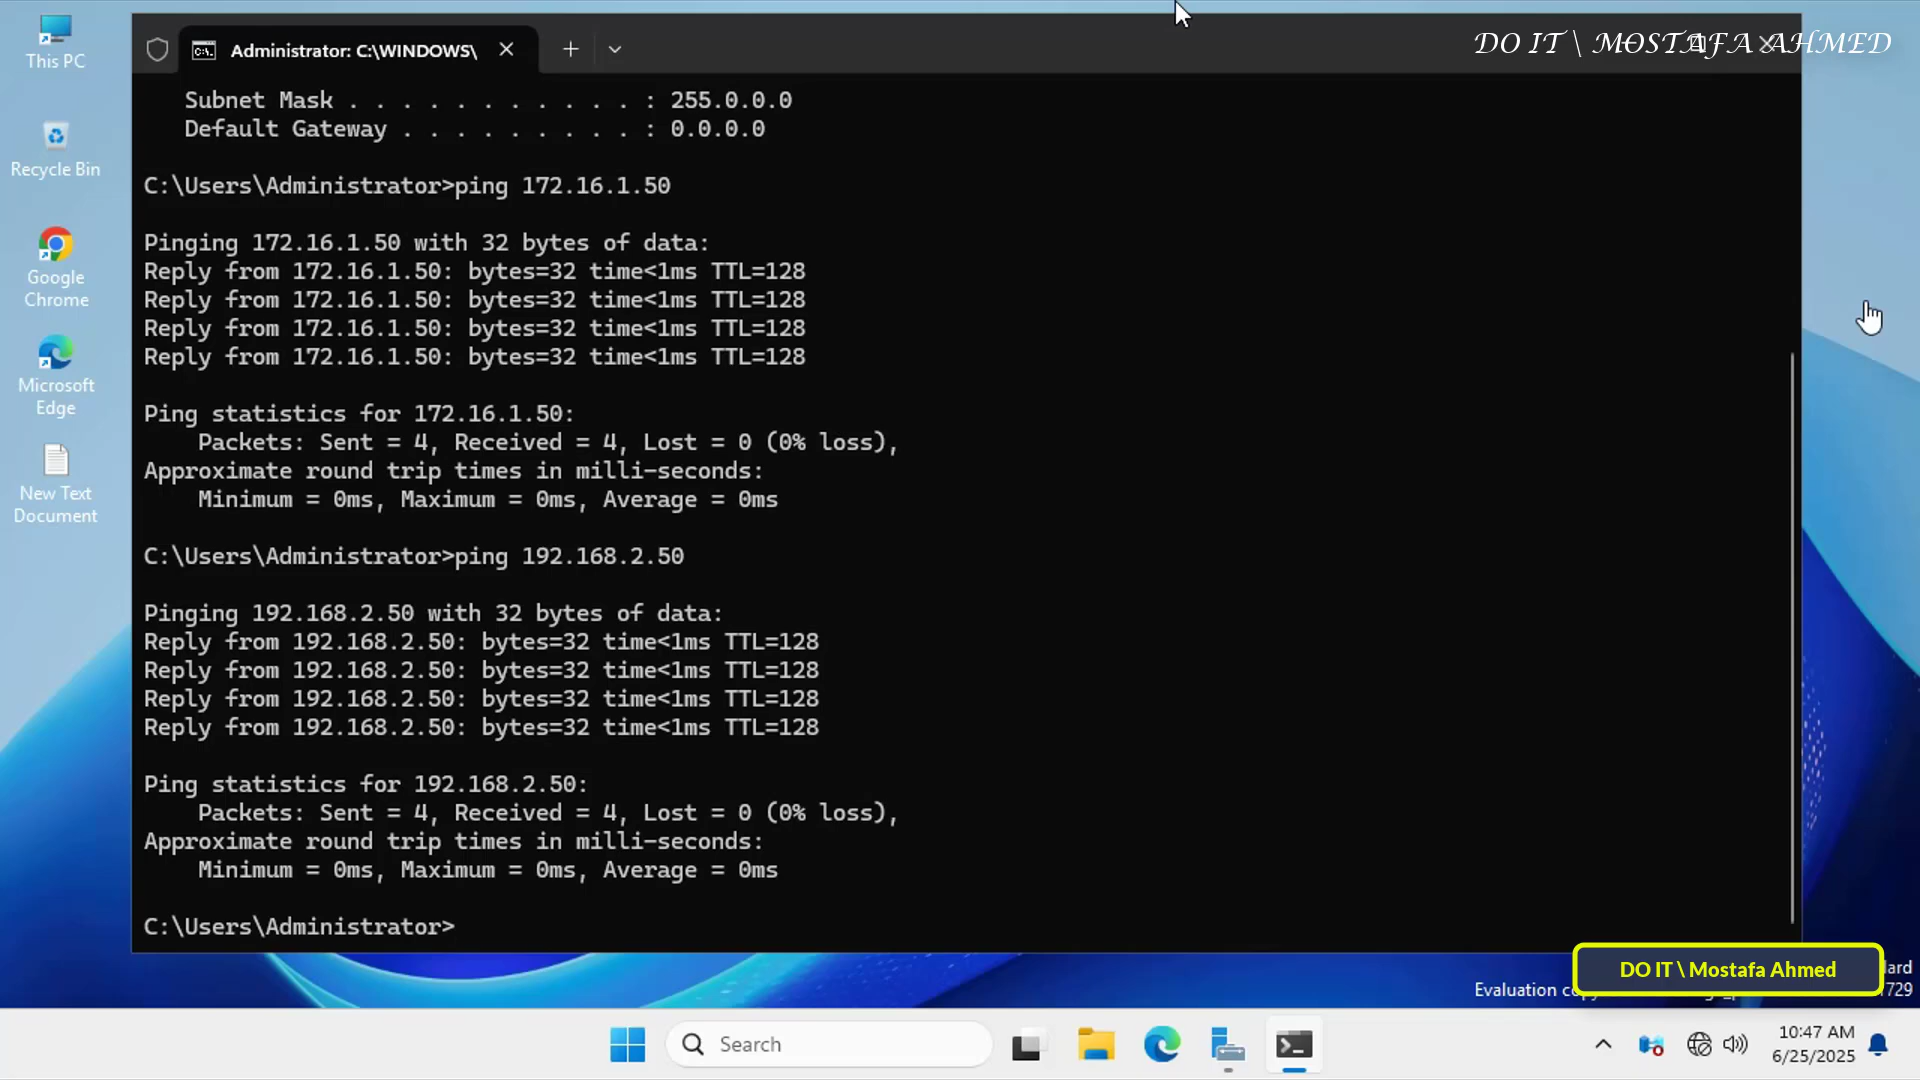 This PC
Recycle Bin
Google
Chrome
Microsoft
Edge
New Text
Document
Administrator: C:\WINDOWS\
DO IT \ MOSTAFA AHMED
Subnet Mask . . . . . . . . . . . : 255.0.0.0
Default Gateway . . . . . . . . . : 0.0.0.0
C:\Users\Administrator>ping 172.16.1.50
Pinging 172.16.1.50 with 32 bytes of data:
Reply from 172.16.1.50: bytes=32 time<1ms TTL=128
Reply from 172.16.1.50: bytes=32 time<1ms TTL=128
Reply from 172.16.1.50: bytes=32 time<1ms TTL=128
Reply from 172.16.1.50: bytes=32 time<1ms TTL=128
Ping statistics for 172.16.1.50:
Packets: Sent = 4, Received = 4, Lost = 0 (0% loss),
Approximate round trip times in milli-seconds:
Minimum = 0ms, Maximum = 0ms, Average = 0ms
C:\Users\Administrator>ping 192.168.2.50
Pinging 192.168.2.50 with 32 bytes of data:
Reply from 192.168.2.50: bytes=32 time<1ms TTL=128
Reply from 192.168.2.50: bytes=32 time<1ms TTL=128
Reply from 192.168.2.50: bytes=32 time<1ms TTL=128
Reply from 192.168.2.50: bytes=32 time<1ms TTL=128
Ping statistics for 192.168.2.50:
Packets: Sent = 4, Received = 4, Lost = 0 (0% loss),
Approximate round trip times in milli-seconds:
Minimum = 0ms, Maximum = 0ms, Average = 0ms
C:\Users\Administrator>
DO IT \ Mostafa Ahmed
Evaluation
Search
10:47 AM
6/25/2025